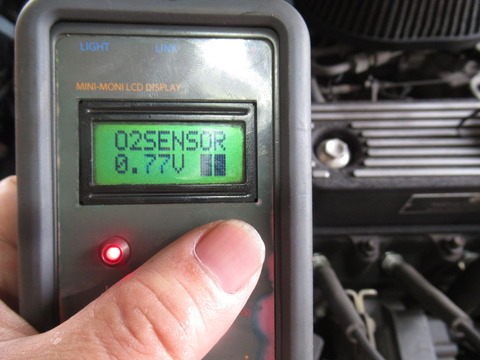 LIGHT LINK
MINI-MONI LCD DISPLAY
O2SENSOR
0.77V